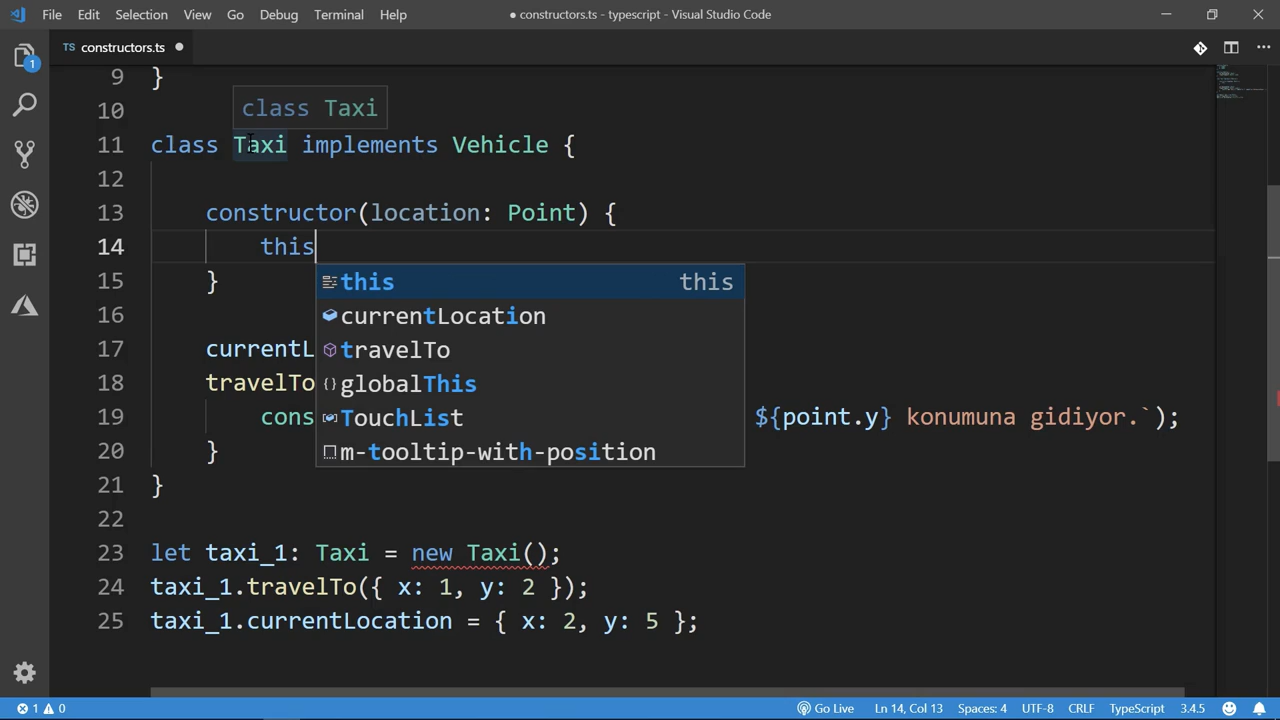 File Edit Selection View Go Debug Terminal Help
● constructors.ts - typescript - Visual Studio Code
TS constructors.ts ●
1
9 }
10
class Taxi
11 class Taxi implements Vehicle {
12
13 constructor(location: Point) {
14 this
this this
15 }
16
currentLocation
17 currentL
travelTo
18 travelTo
globalThis
19 cons ${point.y} konumuna gidiyor.`);
TouchList
20 }
m-tooltip-with-position
21 }
22
23 let taxi_1: Taxi = new Taxi();
24 taxi_1.travelTo({ x: 1, y: 2 });
25 taxi_1.currentLocation = { x: 2, y: 5 };
1 0 Go Live Ln 14, Col 13 Spaces: 4 UTF-8 CRLF TypeScript 3.4.5